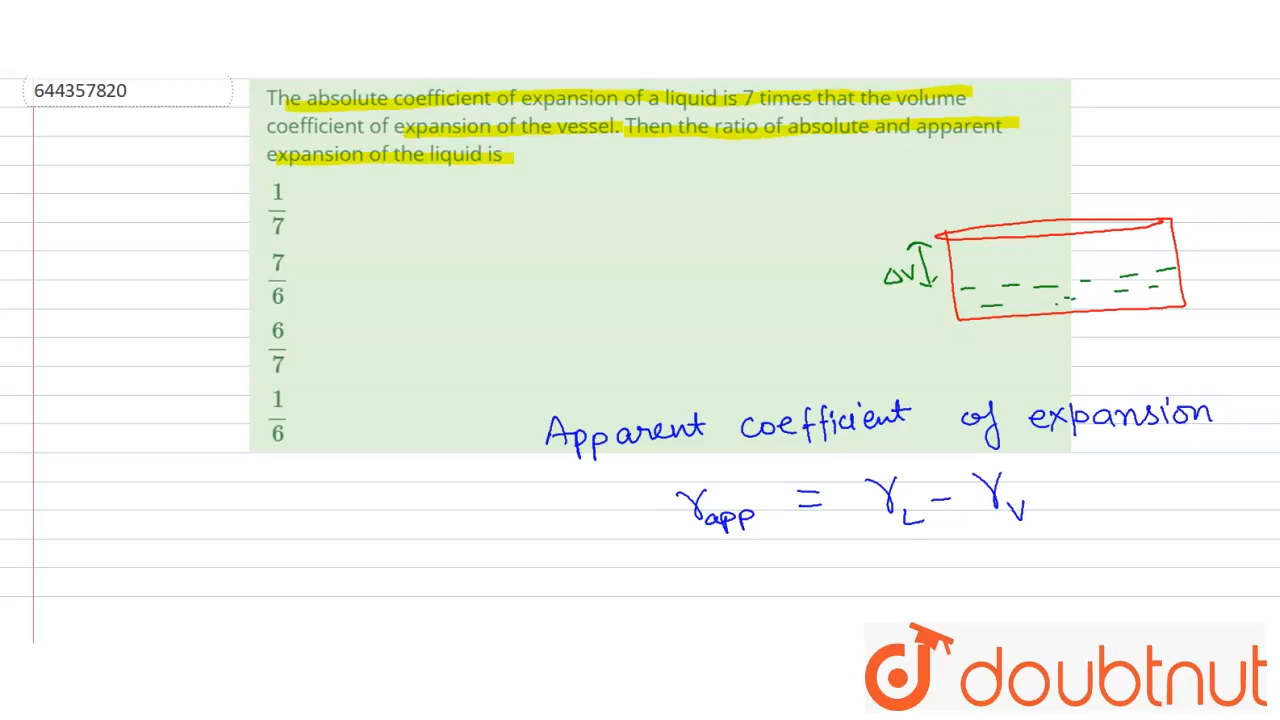 644357820
The absolute coefficient of expansion of a liquid is 7 times that the volume
coefficient of expansion of the vessel. Then the ratio of absolute and apparent
expansion of the liquid is
1
7
7
6
6
7
1
6
ΔV
Apparent coefficient of expansion
γapp = γL - γV
doubtnut